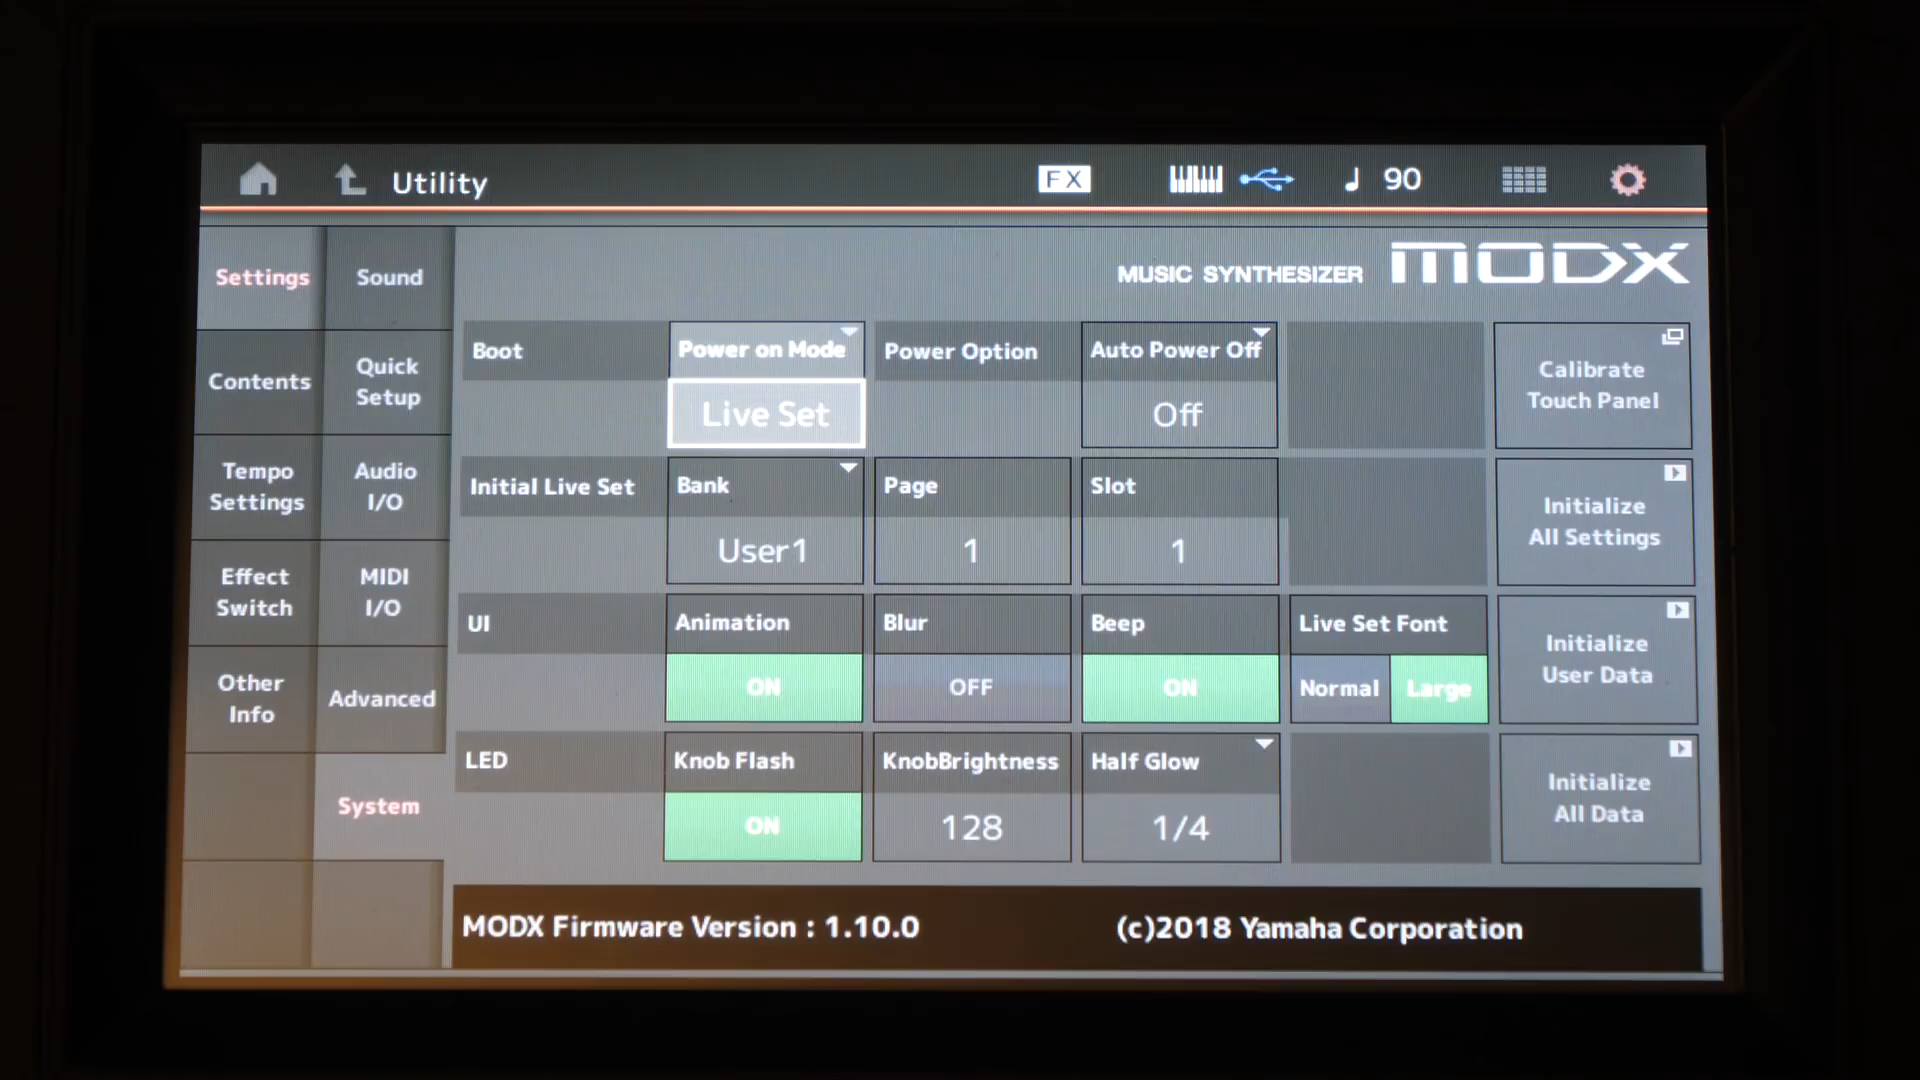 Utility
FX
90
Settings
Sound
MUSIC SYNTHESIZER MODX
Contents
Quick
Setup
Tempo
Settings
Audio
I/O
Effect
Switch
MIDI
I/O
Other
Info
Advanced
System
Boot
Power on Mode
Live Set
Power Option
Auto Power Off
Off
Calibrate
Touch Panel
Initial Live Set
Bank
User1
Page
1
Slot
1
Initialize
All Settings
UI
Animation
ON
Blur
OFF
Beep
ON
Live Set Font
Normal
Large
Initialize
User Data
LED
Knob Flash
ON
KnobBrightness
128
Half Glow
1/4
Initialize
All Data
MODX Firmware Version : 1.10.0
(c)2018 Yamaha Corporation